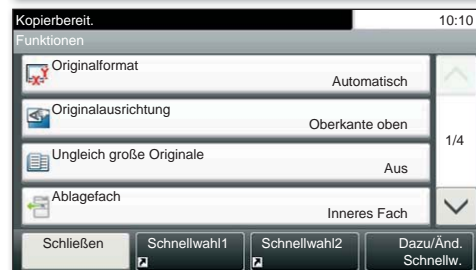 Kopierbereit. 10:10
Funktionen
Originalformat
Automatisch
Originalausrichtung
Oberkante oben
1/4
Ungleich große Originale
Aus
Ablagefach
Inneres Fach
Schließen Schnellwahl1 Schnellwahl2 Dazu/Änd.
Schnellw.